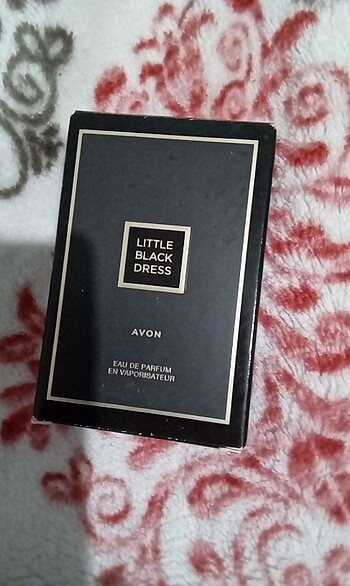 LITTLE
BLACK
DRESS
AVON
EAU DE PARFUM
EN VAPORISATEUR